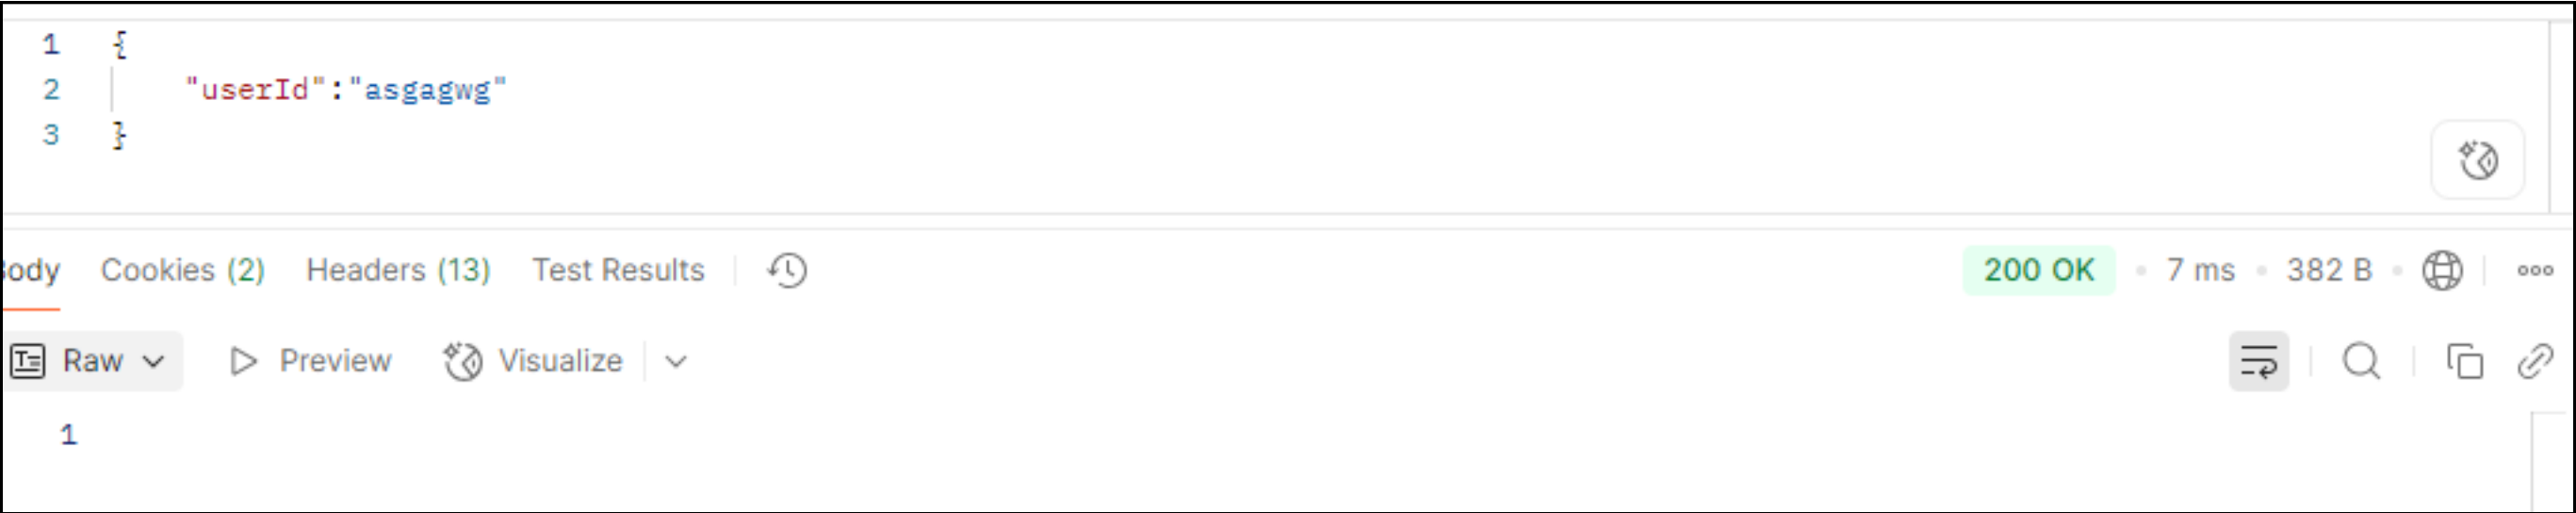 1 {
2 "userId":"asgagwg"
3 }
ody Cookies (2) Headers (13) Test Results 200 OK • 7 ms • 382 B •
Raw Preview Visualize
1